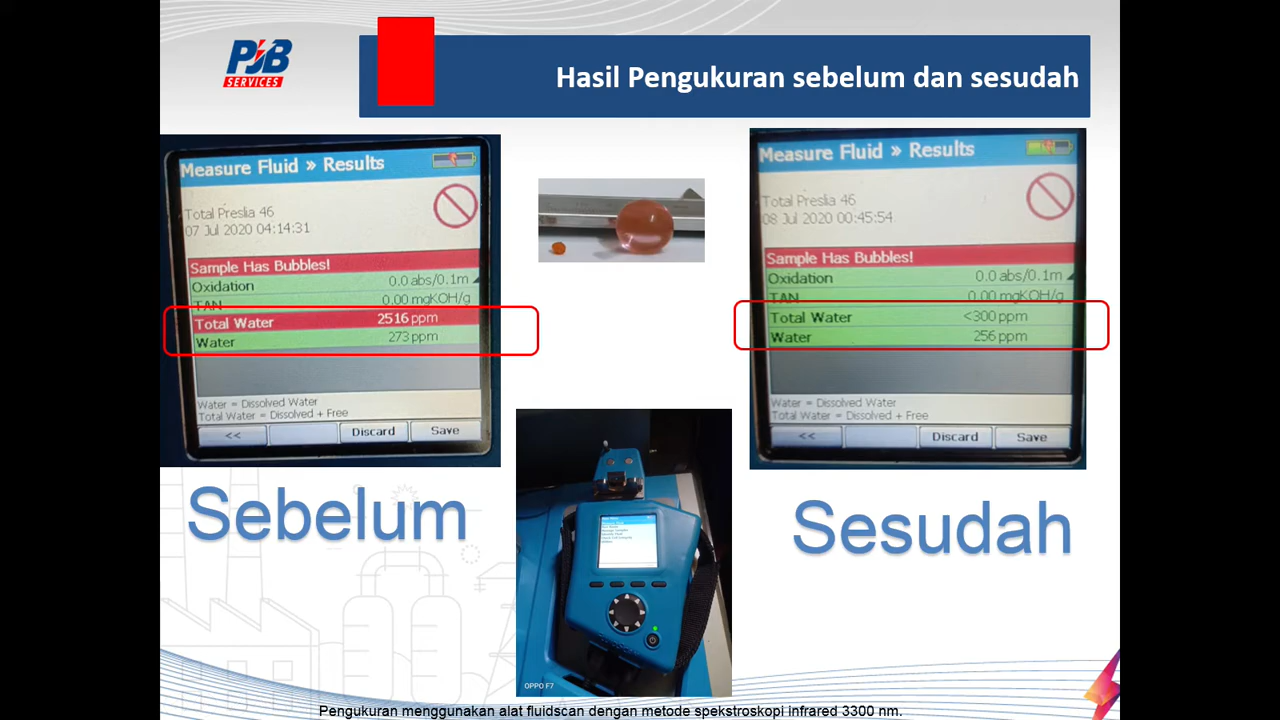 PJB
SERVICES
Hasil Pengukuran sebelum dan sesudah
Measure Fluid » Results
Total Preslia 46
07 Jul 2020 04:14:31
Sample Has Bubbles!
Oxidation 0.0 abs/0.1m
TAN 0.00 mgKOH/g
Total Water 2516 ppm
Water 273 ppm
Water = Dissolved Water
Total Water = Dissolved + Free
<< Discard Save
Sebelum
Measure Fluid » Results
Total Preslia 46
08 Jul 2020 00:45:54
Sample Has Bubbles!
Oxidation 0.0 abs/0.1m
TAN 0.00 mgKOH/g
Total Water <300 ppm
Water 256 ppm
Water = Dissolved Water
Total Water = Dissolved + Free
<< Discard Save
Sesudah
OPPO F7
Pengukuran menggunakan alat fluidscan dengan metode spekstroskopi infrared 3300 nm.